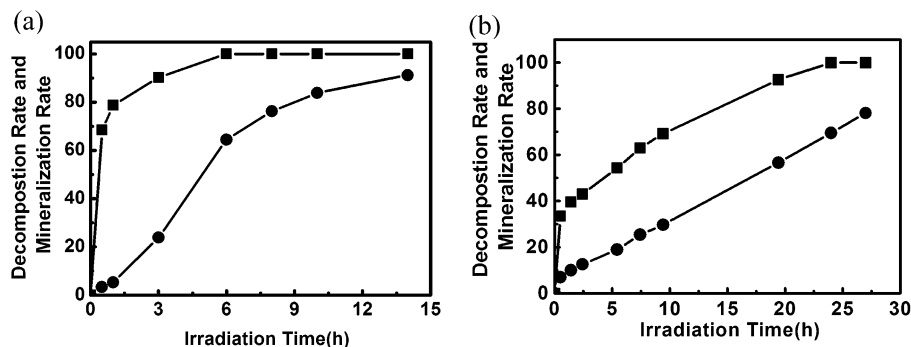 (a)
Decompostion Rate and
Mineralization Rate
100
80
60
40
20
0
0 3 6 9 12 15
Irradiation Time(h)
(b)
Decompostion Rate and
Mineralization Rate
100
80
60
40
20
0
0 5 10 15 20 25 30
Irradiation Time(h)